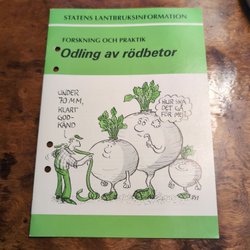 STATENS LANTBRUKSINFORMATION
FORSKNING OCH PRAKTIK
Odling av rödbetor
UNDER
70 MM,
KLART
GOD-
KÄND!
HUR SKA
DET GÅ
FÖR MEJ